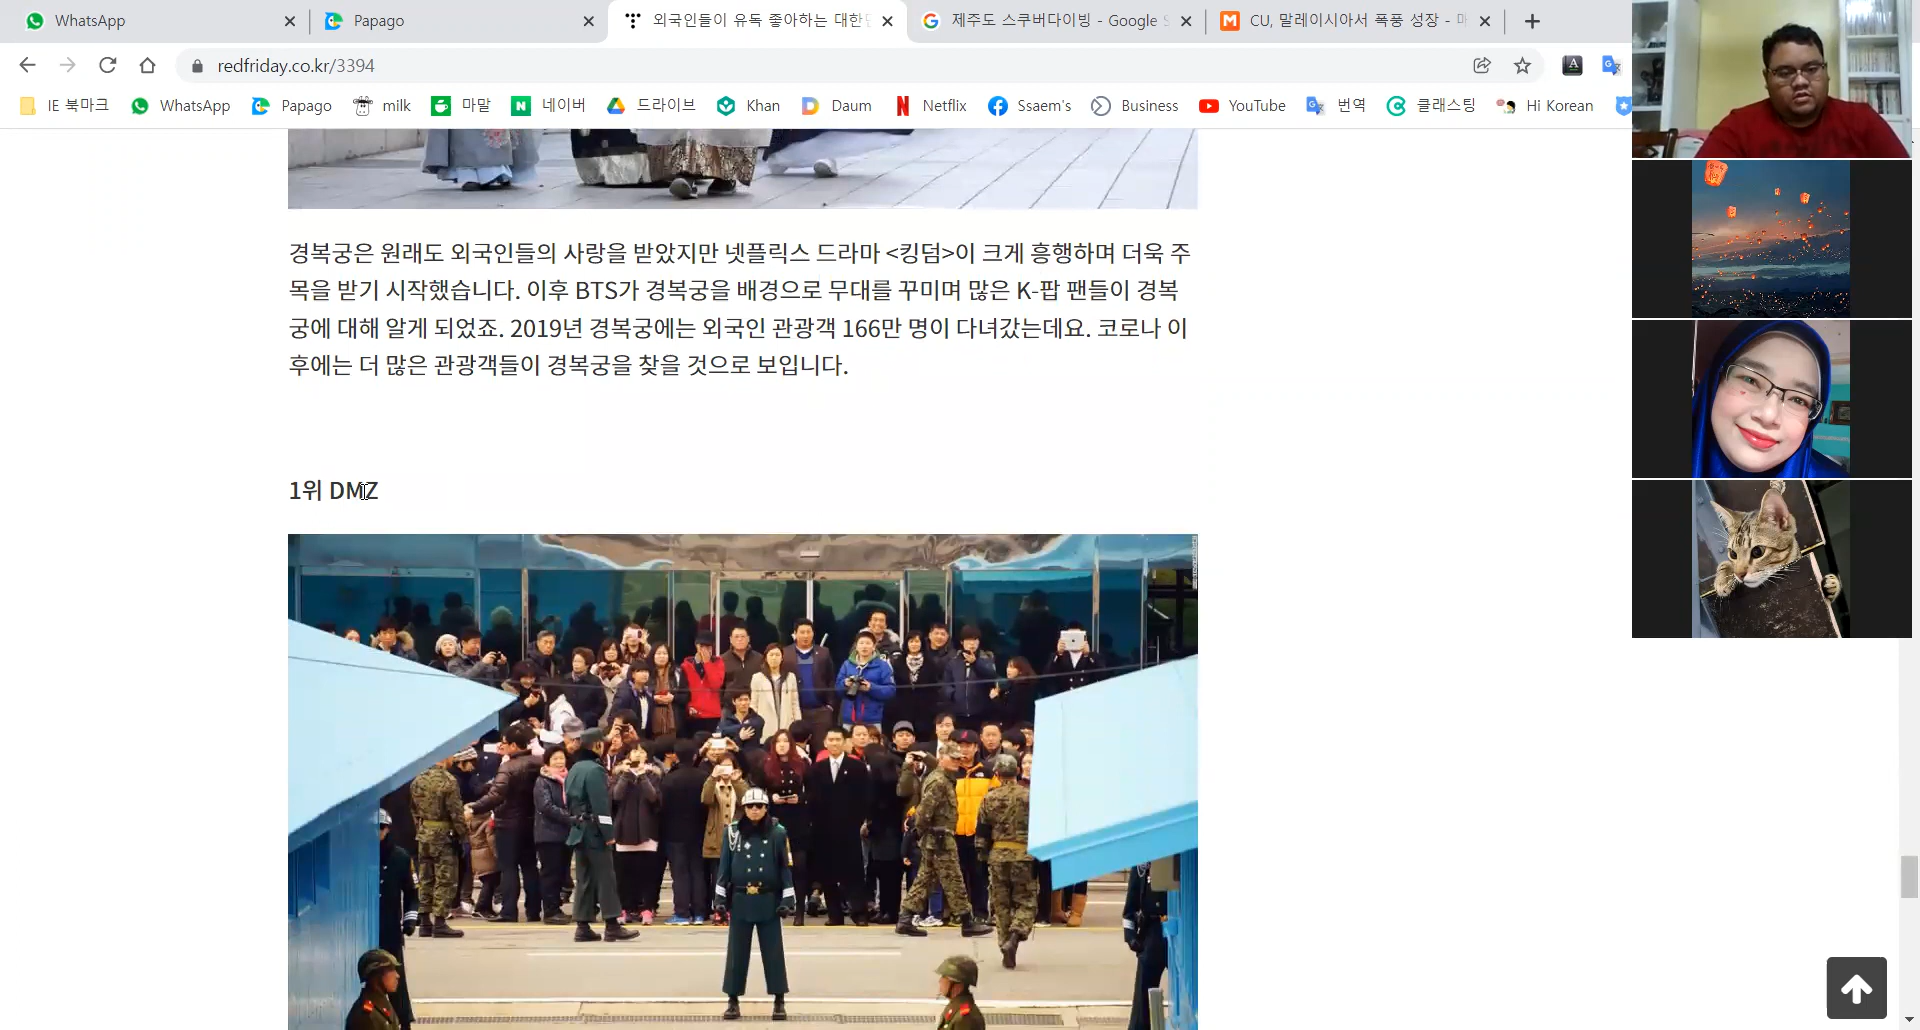 WhatsApp
Papago
외국인들이 유독 좋아하는 대한민
제주도 스쿠버다이빙 - Google S
CU, 말레이시아서 폭풍 성장 - 매
redfriday.co.kr/3394
IE 북마크
WhatsApp
Papago
milk
마말
네이버
드라이브
Khan
Daum
Netflix
Ssaem's
Business
YouTube
번역
클래스팅
Hi Korean
경복궁은 원래도 외국인들의 사랑을 받았지만 넷플릭스 드라마 <킹덤>이 크게 흥행하며 더욱 주
목을 받기 시작했습니다. 이후 BTS가 경복궁을 배경으로 무대를 꾸미며 많은 K-팝 팬들이 경복
궁에 대해 알게 되었죠. 2019년 경복궁에는 외국인 관광객 166만 명이 다녀갔는데요. 코로나 이
후에는 더 많은 관광객들이 경복궁을 찾을 것으로 보입니다.
1위 DMZ